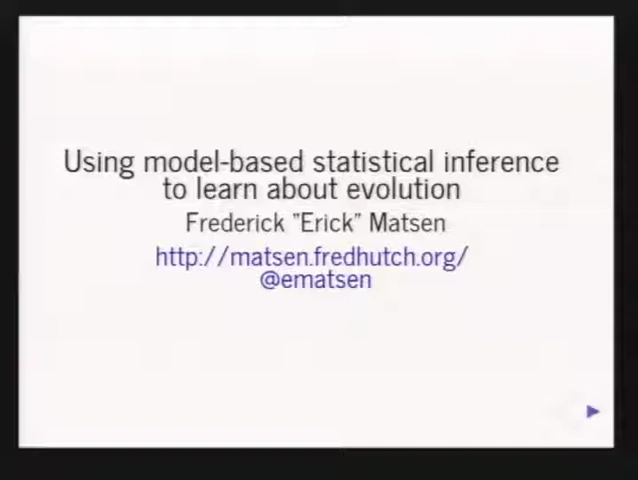 Using model-based statistical inference
to learn about evolution
Frederick "Erick" Matsen
http://matsen.fredhutch.org/
@ematsen